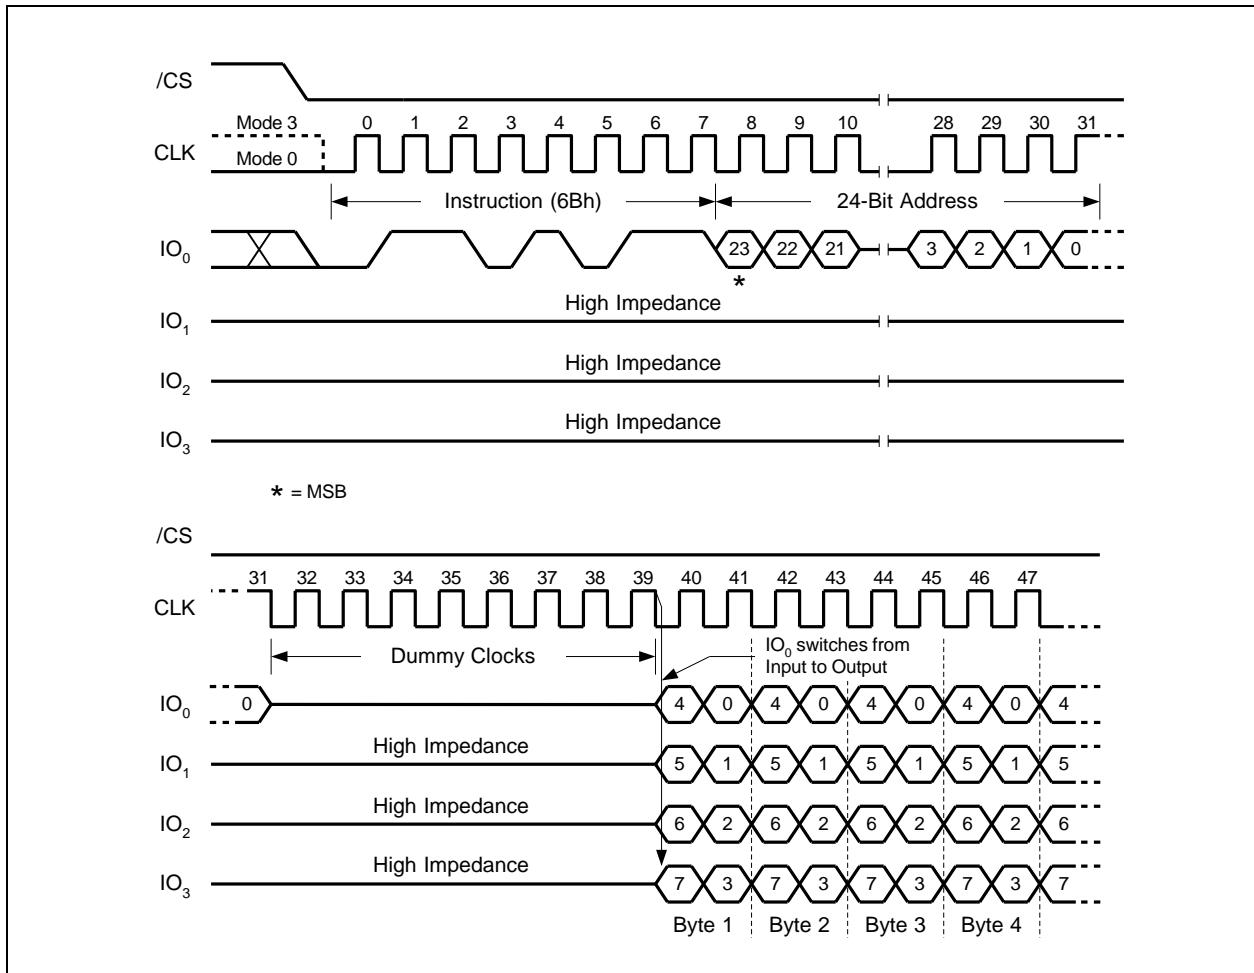 /CS
Mode 3 0 1 2 3 4 5 6 7 8 9 10 28 29 30 31
CLK
Mode 0
Instruction (6Bh) 24-Bit Address
IO0 23 22 21 3 2 1 0
*
High Impedance
IO1
High Impedance
IO2
High Impedance
IO3
* = MSB
/CS
31 32 33 34 35 36 37 38 39 40 41 42 43 44 45 46 47
CLK
Dummy Clocks
IO0 switches from
Input to Output
IO0 0 4 0 4 0 4 0 4 0 4
High Impedance
IO1 5 1 5 1 5 1 5 1 5
High Impedance
IO2 6 2 6 2 6 2 6 2 6
High Impedance
IO3 7 3 7 3 7 3 7 3 7
Byte 1 Byte 2 Byte 3 Byte 4